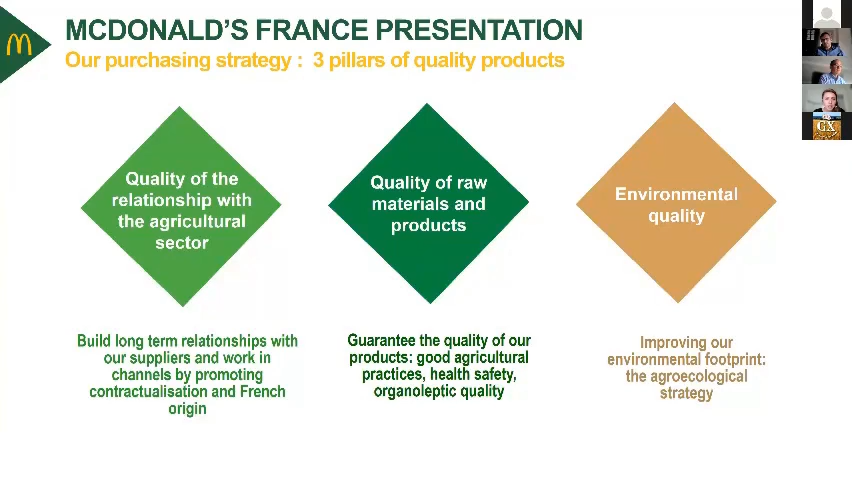 MCDONALD'S FRANCE PRESENTATION
Our purchasing strategy : 3 pillars of quality products
Quality of the
relationship with
the agricultural
sector
Quality of raw
materials and
products
Environmental
quality
Build long term relationships with
our suppliers and work in
channels by promoting
contractualisation and French
origin
Guarantee the quality of our
products: good agricultural
practices, health safety,
organoleptic quality
Improving our
environmental footprint:
the agroecological
strategy
GX